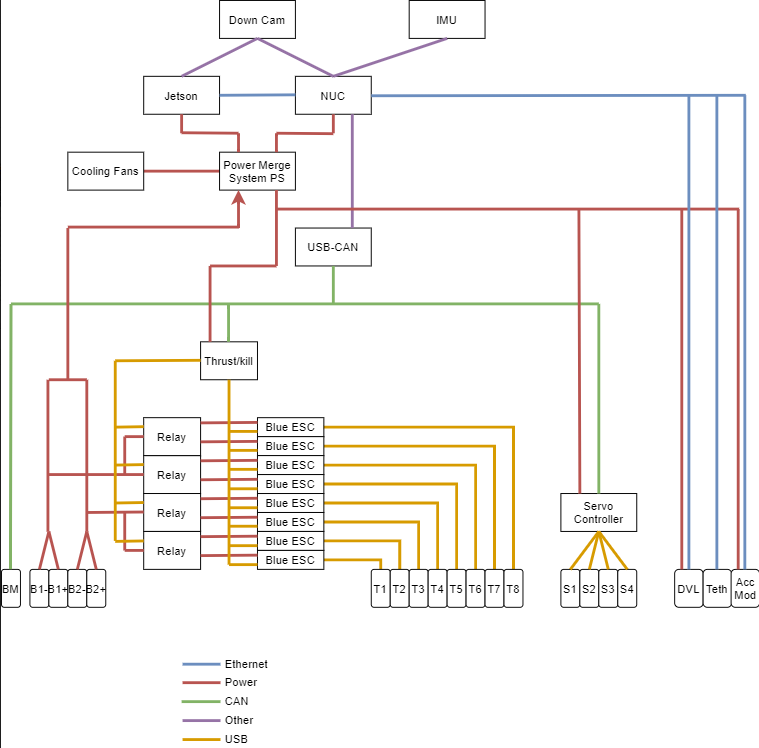 Down Cam
IMU
Jetson
NUC
Cooling Fans
Power Merge
System PS
USB-CAN
Thrust/kill
Relay
Relay
Relay
Relay
Blue ESC
Blue ESC
Blue ESC
Blue ESC
Blue ESC
Blue ESC
Blue ESC
Blue ESC
Servo
Controller
BM
B1-
B1+
B2-
B2+
T1
T2
T3
T4
T5
T6
T7
T8
S1
S2
S3
S4
DVL
Teth
Acc
Mod
Ethernet
Power
CAN
Other
USB